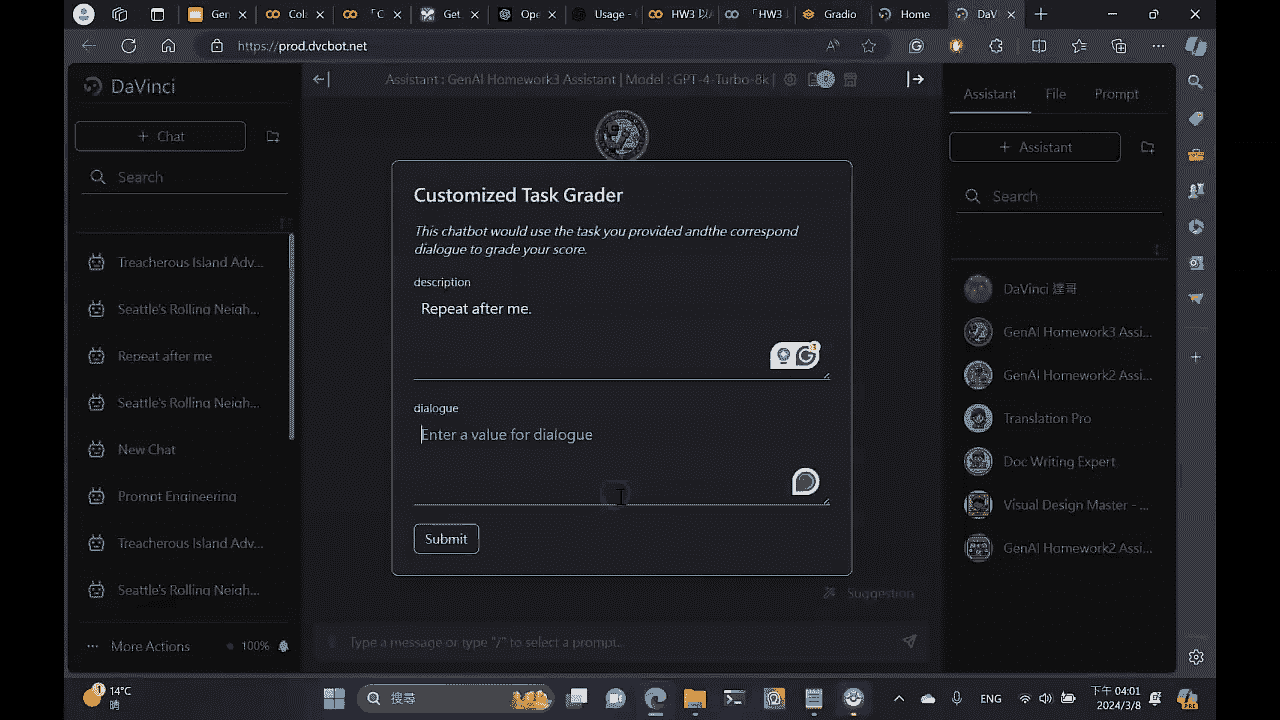 Ger
Col
「C
Get
Ope
Usage -
HW3
「HW3
Gradio
Home
DaV
https://prod.dvcbot.net
DaVinci
Assistant : GenAI Homework3 Assistant | Model : GPT-4-Turbo-8k |
Assistant File Prompt
+ Chat
+ Assistant
Search
Search
Treacherous Island Adv...
Seattle's Rolling Neigh...
Repeat after me
Seattle's Rolling Neigh...
New Chat
Prompt Engineering
Treacherous Island Adv...
Seattle's Rolling Neigh...
More Actions
100%
Customized Task Grader
This chatbot would use the task you provided andthe correspond
dialogue to grade your score.
description
Repeat after me.
dialogue
Enter a value for dialogue
Submit
Suggestion
Type a message or type "/" to select a prompt...
DaVinci 達哥
GenAI Homework3 Assi...
GenAI Homework2 Assi...
Translation Pro
Doc Writing Expert
Visual Design Master - ...
GenAI Homework2 Assi...
14°C
晴
搜尋
ENG
下午 04:01
2024/3/8